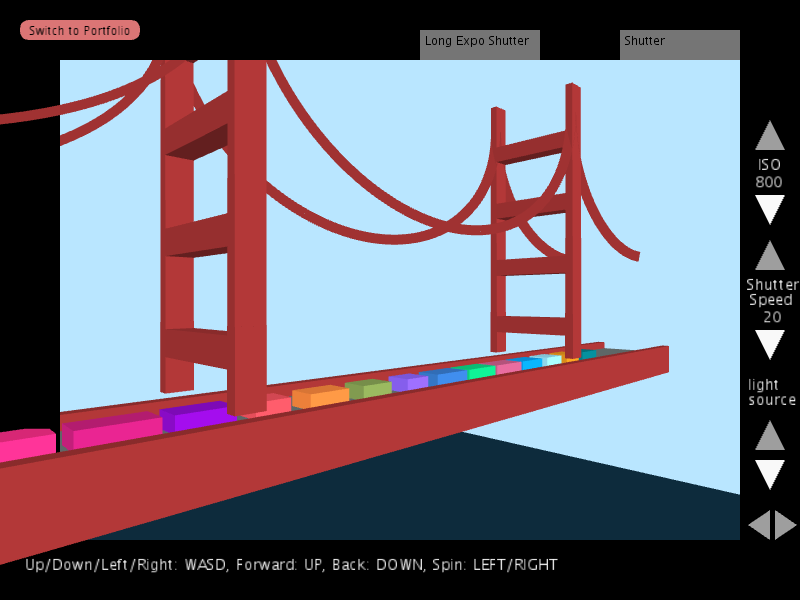 Switch to Portfolio
Long Expo Shutter
Shutter
ISO
800
Shutter
Speed
20
light
source
Up/Down/Left/Right: WASD, Forward: UP, Back: DOWN, Spin: LEFT/RIGHT